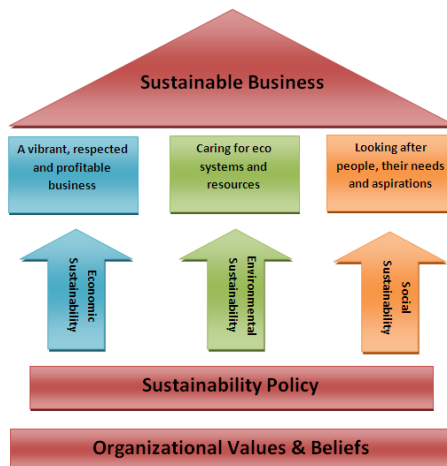 Sustainable Business
A vibrant, respected
and profitable
business
Caring for eco
systems and
resources
Looking after
people, their needs
and aspirations
Economic
Sustainability
Environmental
Sustainability
Social
Sustainability
Sustainability Policy
Organizational Values & Beliefs